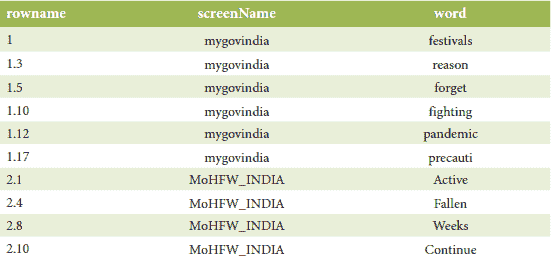 rowname screenName word
1 mygovindia festivals
1.3 mygovindia reason
1.5 mygovindia forget
1.10 mygovindia fighting
1.12 mygovindia pandemic
1.17 mygovindia precauti
2.1 MoHFW_INDIA Active
2.4 MoHFW_INDIA Fallen
2.8 MoHFW_INDIA Weeks
2.10 MoHFW_INDIA Continue